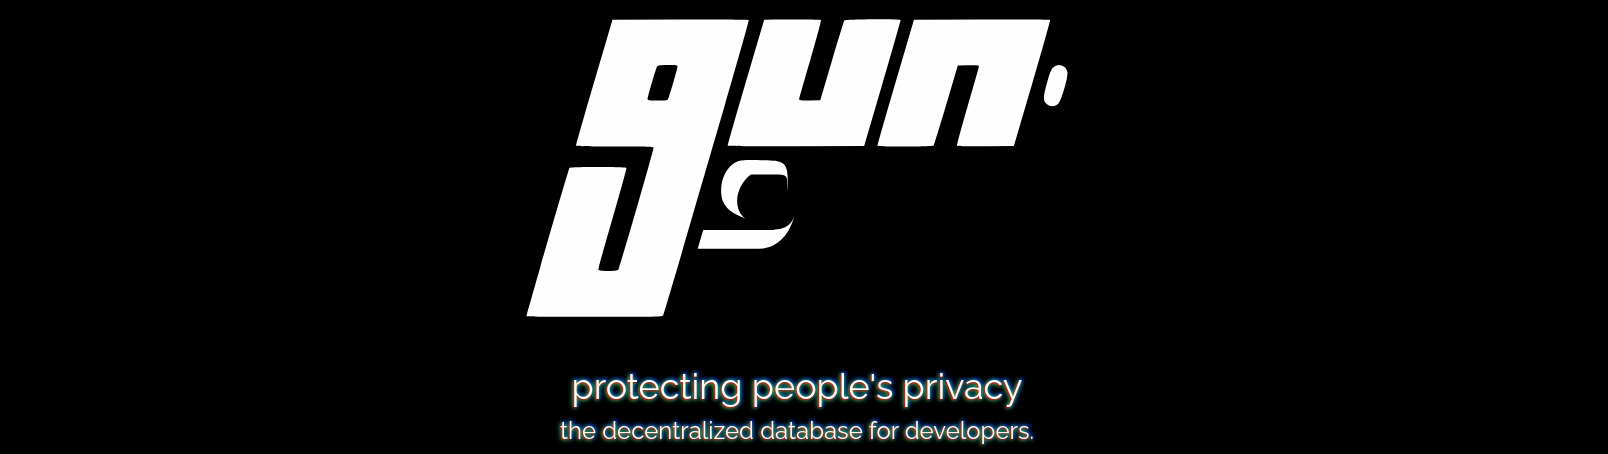 gun
protecting people's privacy
the decentralized database for developers.